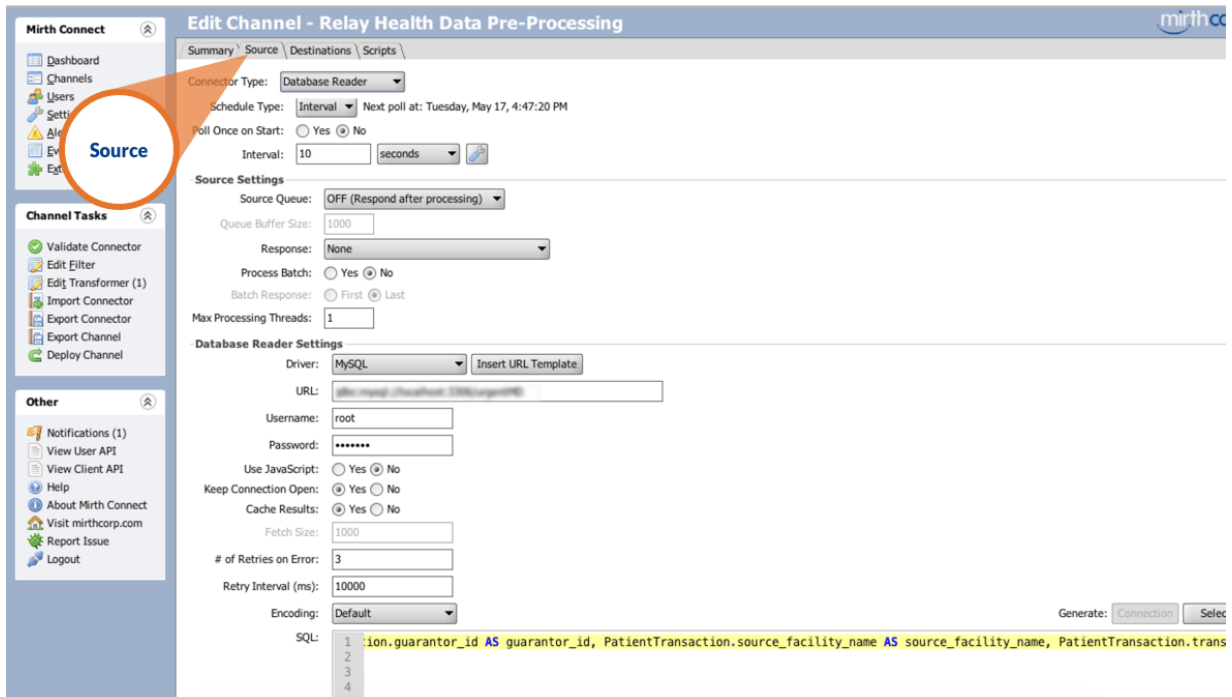 Mirth Connect
Dashboard
Channels
Users
Setti
Ale
Ev
Ext
Source
Channel Tasks
Validate Connector
Edit Filter
Edit Transformer (1)
Import Connector
Export Connector
Export Channel
Deploy Channel
Other
Notifications (1)
View User API
View Client API
Help
About Mirth Connect
Visit mirthcorp.com
Report Issue
Logout
Edit Channel - Relay Health Data Pre-Processing
mirthco
Summary Source Destinations Scripts
Connector Type: Database Reader
Schedule Type: Interval Next poll at: Tuesday, May 17, 4:47:20 PM
Poll Once on Start: Yes No
Interval: 10 seconds
Source Settings
Source Queue: OFF (Respond after processing)
Queue Buffer Size: 1000
Response: None
Process Batch: Yes No
Batch Response: First Last
Max Processing Threads: 1
Database Reader Settings
Driver: MySQL Insert URL Template
URL:
Username: root
Password: •••••••
Use JavaScript: Yes No
Keep Connection Open: Yes No
Cache Results: Yes No
Fetch Size: 1000
# of Retries on Error: 3
Retry Interval (ms): 10000
Encoding: Default Generate: Connection Selec
SQL: 1 tion.guarantor_id AS guarantor_id, PatientTransaction.source_facility_name AS source_facility_name, PatientTransaction.trans
2
3
4